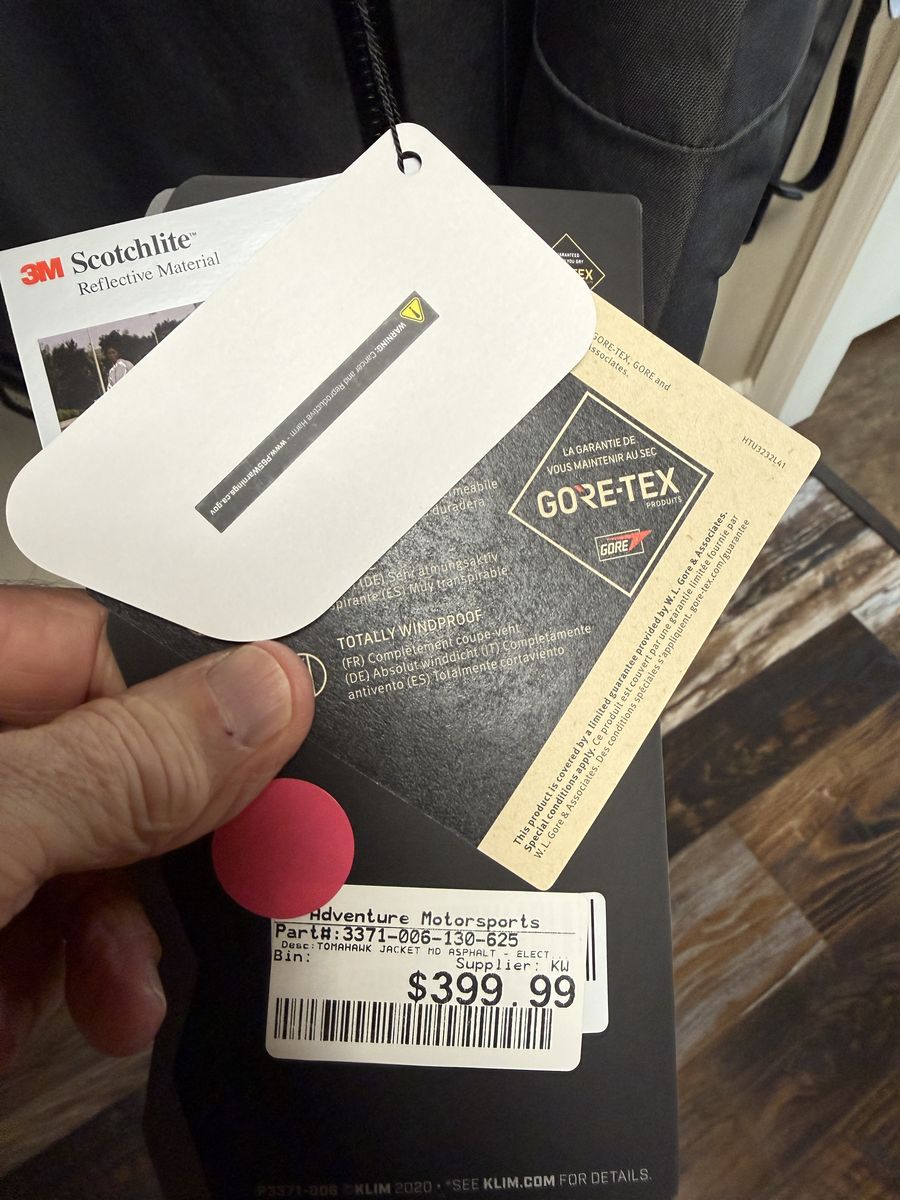 3M Scotchlite™
Reflective Material
WARNING: Cancer and Reproductive Harm - www.P65Warnings.ca.gov
TEX
GORE-TEX, GORE and
associates.
HTU3232L41
LA GARANTIE DE
VOUS MAINTENIR AU SEC
GORE-TEX
PRODUITS
GORE
duradera.
(DE) Sehr atmungsaktiv
(ES) Muy transpirable.
TOTALLY WINDPROOF
(FR) Complètement coupe-vent
(DE) Absolut winddicht (IT) Completamente
antivento (ES) Totalmente cortaviento
This product is covered by a limited guarantee provided by W. L. Gore & Associates.
Special conditions apply. Ce produit est couvert par une garantie limitée fournie par
W. L. Gore & Associates. Des conditions spéciales s'appliquent. gore-tex.com/guarantee
Adventure Motorsports
Part#:3371-006-130-625
Desc:TOMAHAWK JACKET MD ASPHALT - ELECT
Bin:
Supplier: KW
$399.99
P3371-006 ©KLIM 2020 • *SEE KLIM.COM FOR DETAILS.